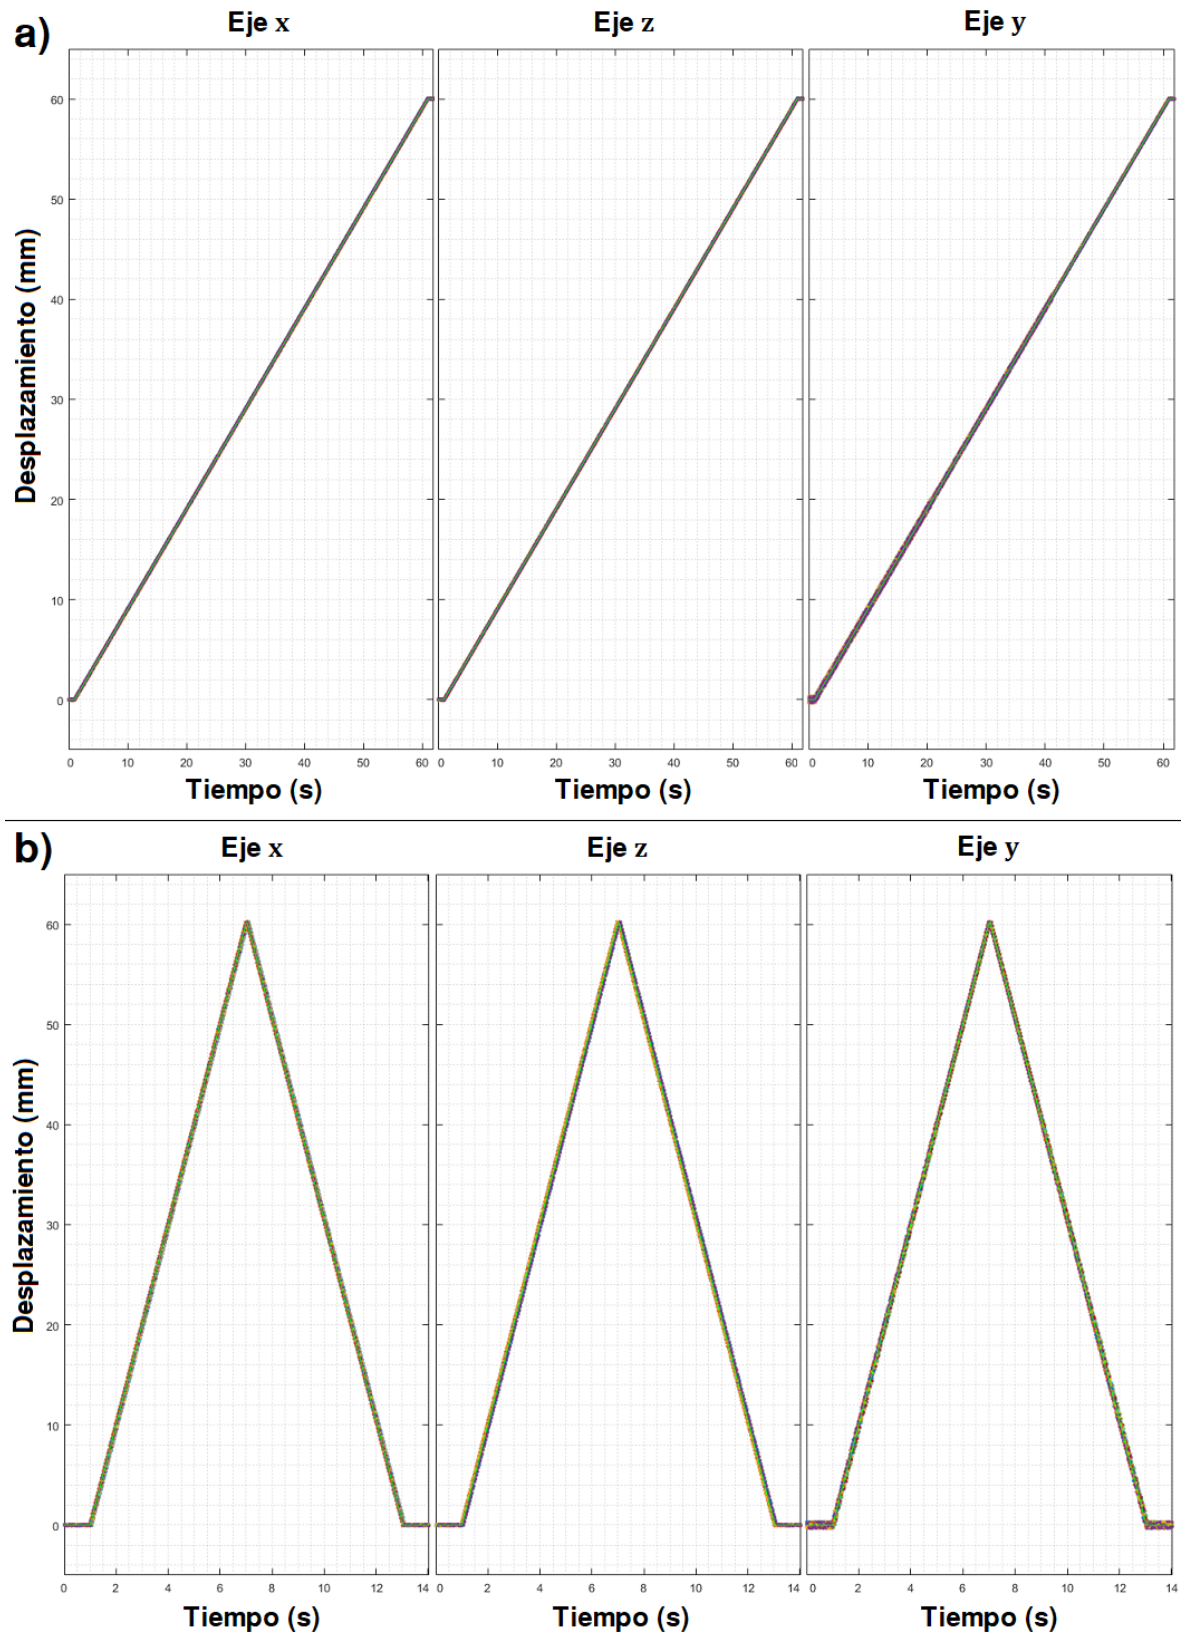 a)
Eje x Eje z Eje y
Desplazamiento (mm)
60
50
40
30
20
10
0
0 10 20 30 40 50 60 0 10 20 30 40 50 60 0 10 20 30 40 50 60
Tiempo (s) Tiempo (s) Tiempo (s)
b)
Eje x Eje z Eje y
Desplazamiento (mm)
60
50
40
30
20
10
0
0 2 4 6 8 10 12 14 0 2 4 6 8 10 12 14 0 2 4 6 8 10 12 14
Tiempo (s) Tiempo (s) Tiempo (s)